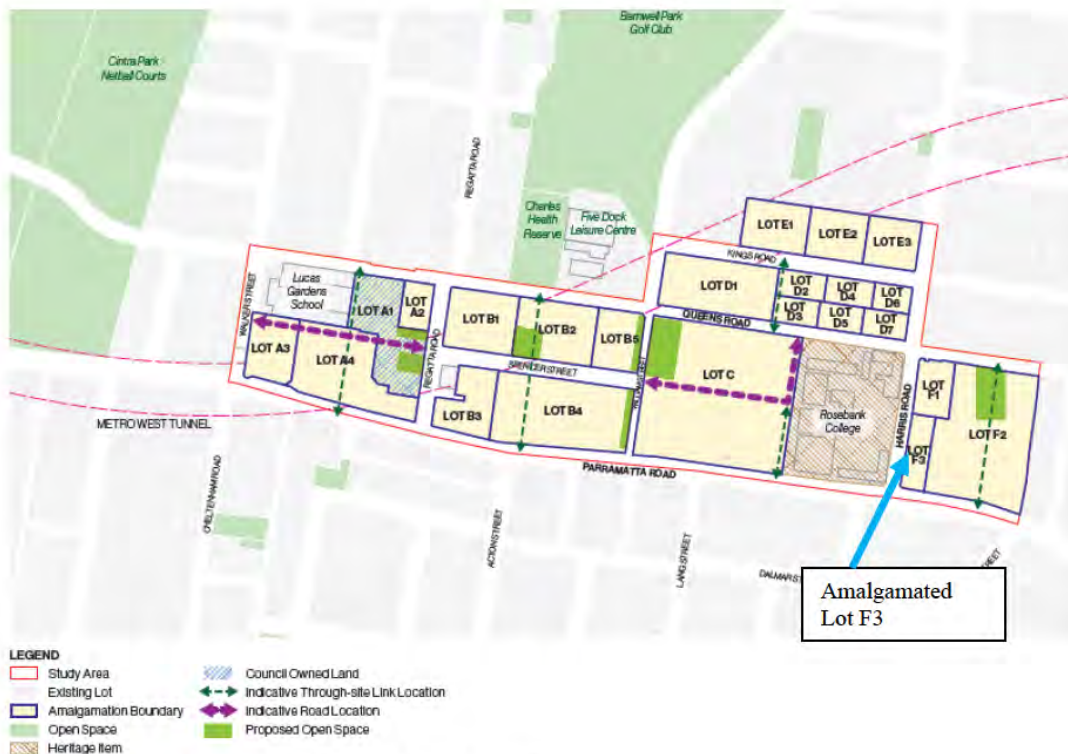 Barnwell Park
Golf Club
Cintra Park
Netball Courts
REGATTA ROAD
Charles
Health
Reserve
Five Dock
Leisure Centre
LOT E1
LOT E2
LOT E3
KINGS ROAD
WALKER STREET
Lucas
Gardens
School
LOT A1
LOT
A2
LOT D1
LOT
D2
LOT
D4
LOT
D6
LOT
D3
LOT
D5
LOT
D7
LOT B1
LOT B2
LOT B5
QUEENS ROAD
LOT A3
LOT A4
REGATTA ROAD
SPENCER STREET
WILLIAM STREET
LOT C
LOT B3
LOT B4
Rosebank
College
HARRIS ROAD
LOT
F1
LOT
F3
LOT F2
METRO WEST TUNNEL
PARRAMATTA ROAD
CHELTENHAM ROAD
ACTON STREET
LANG STREET
DALMAR
STREET
Amalgamated
Lot F3
LEGEND
Study Area
Existing Lot
Amalgamation Boundary
Open Space
Heritage Item
Council Owned Land
Indicative Through-site Link Location
Indicative Road Location
Proposed Open Space